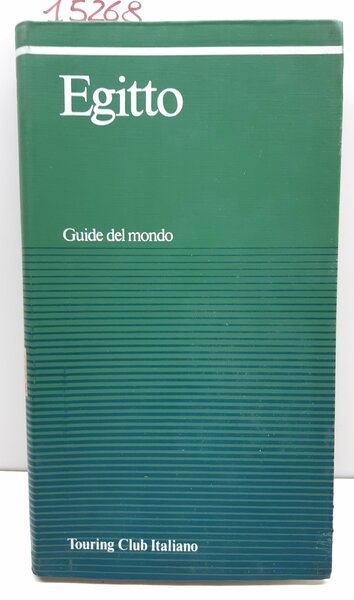 15268
Egitto
Guide del mondo
Touring Club Italiano